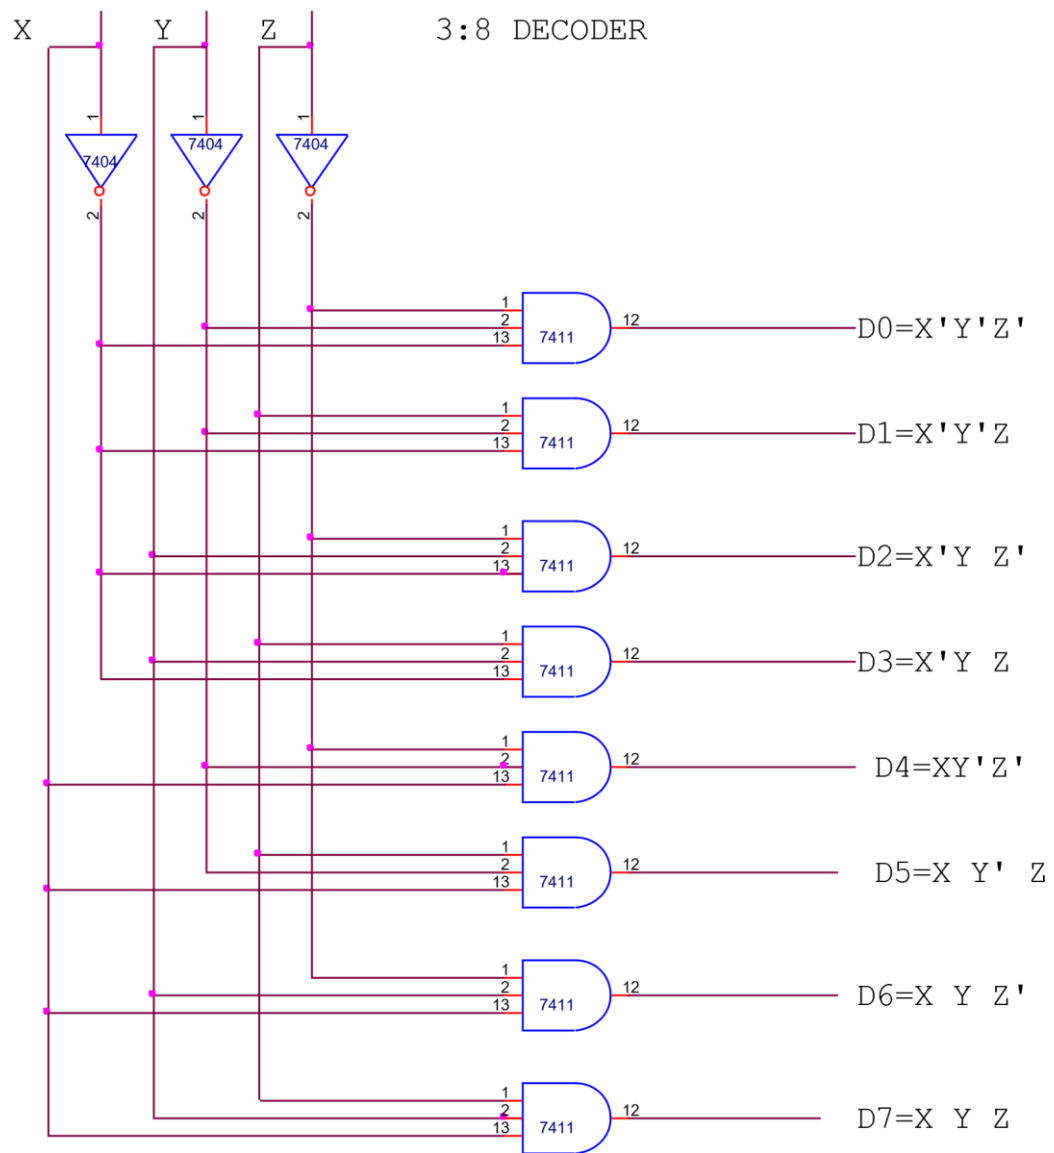 X Y Z 3:8 DECODER
1 1 1
7404 7404 7404
2 2 2
1
2 12 D0=X'Y'Z'
13 7411
1
2 12 D1=X'Y'Z
13 7411
1
2 12 D2=X'Y Z'
13 7411
1
2 12 D3=X'Y Z
13 7411
1
2 12 D4=XY'Z'
13 7411
1
2 12 D5=X Y' Z
13 7411
1
2 12 D6=X Y Z'
13 7411
1
2 12 D7=X Y Z
13 7411